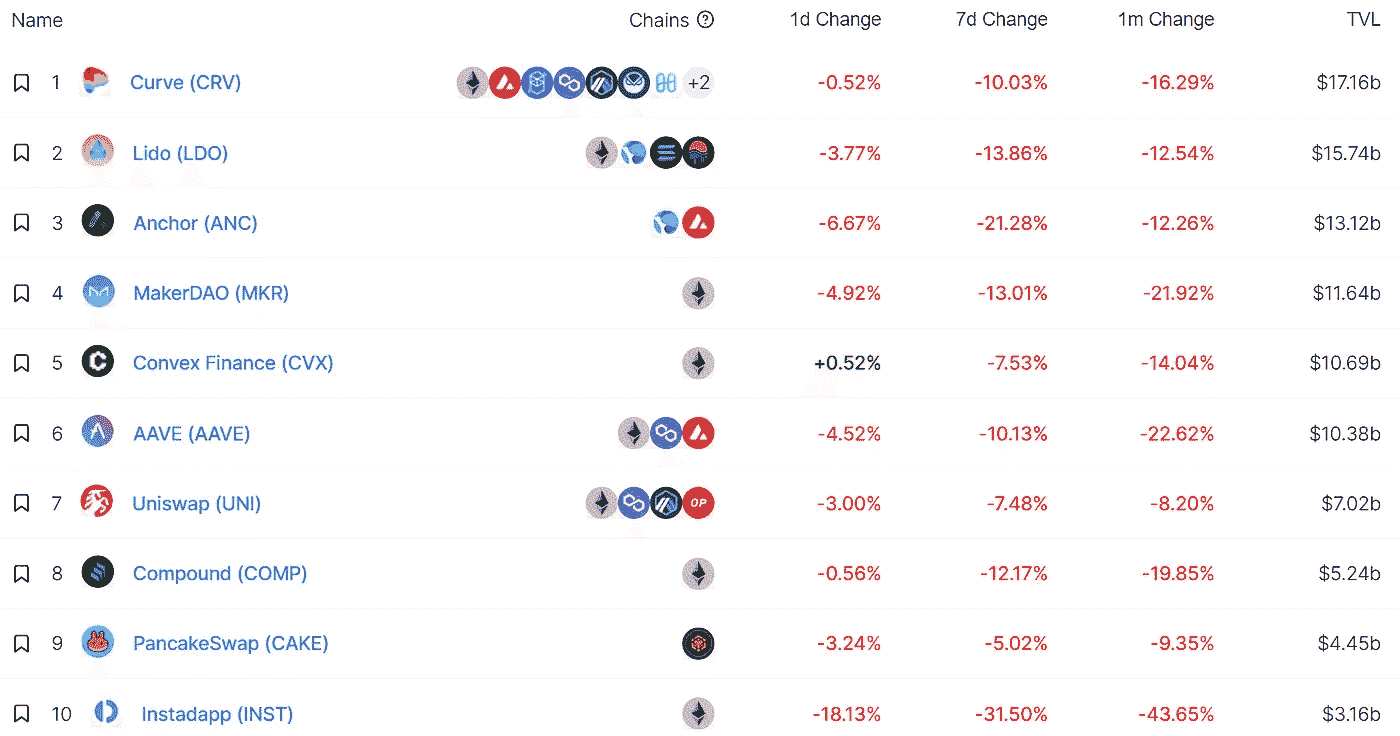 Name Chains ? 1d Change 7d Change 1m Change TVL
1 Curve (CRV) +2 -0.52% -10.03% -16.29% $17.16b
2 Lido (LDO) -3.77% -13.86% -12.54% $15.74b
3 Anchor (ANC) -6.67% -21.28% -12.26% $13.12b
4 MakerDAO (MKR) -4.92% -13.01% -21.92% $11.64b
5 Convex Finance (CVX) +0.52% -7.53% -14.04% $10.69b
6 AAVE (AAVE) -4.52% -10.13% -22.62% $10.38b
7 Uniswap (UNI) OP -3.00% -7.48% -8.20% $7.02b
8 Compound (COMP) -0.56% -12.17% -19.85% $5.24b
9 PancakeSwap (CAKE) -3.24% -5.02% -9.35% $4.45b
10 Instadapp (INST) -18.13% -31.50% -43.65% $3.16b